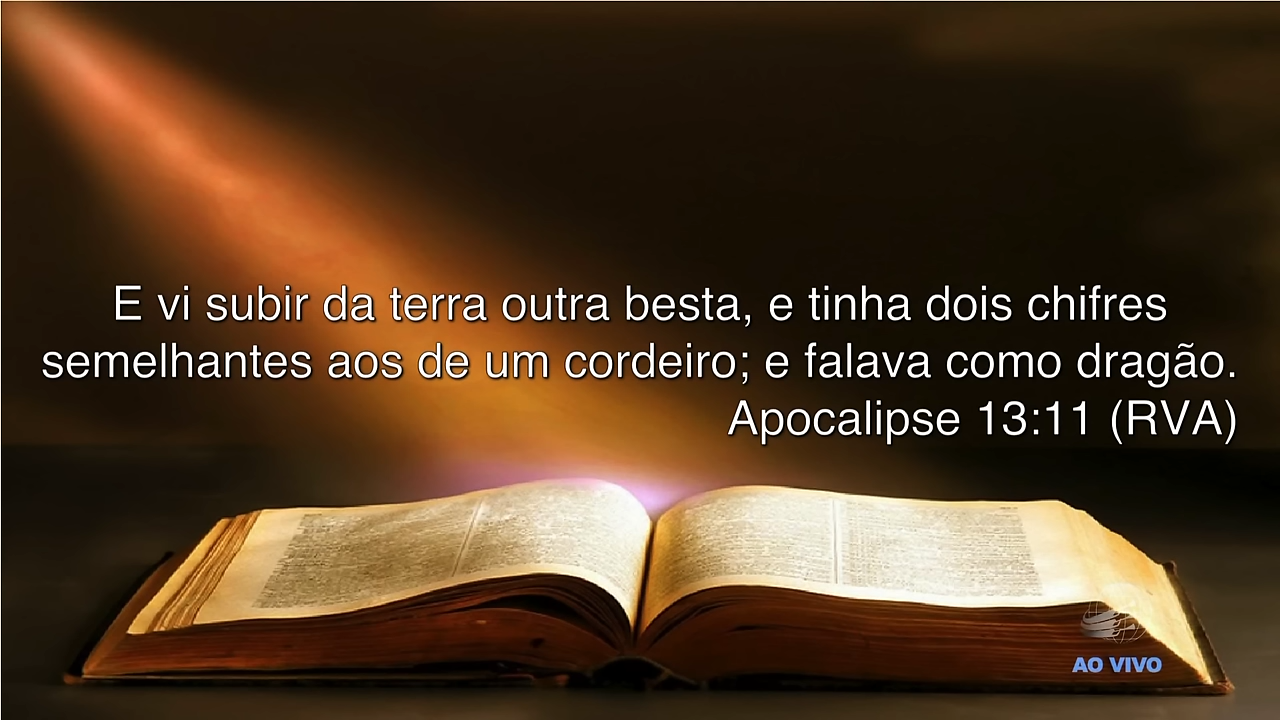 E vi subir da terra outra besta, e tinha dois chifres
semelhantes aos de um cordeiro; e falava como dragão.
Apocalipse 13:11 (RVA)
AO VIVO